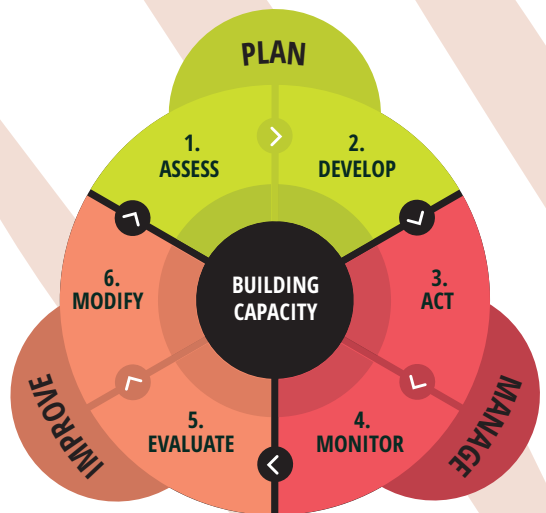 PLAN
1.
ASSESS
2.
DEVELOP
3.
ACT
4.
MONITOR
5.
EVALUATE
6.
MODIFY
BUILDING
CAPACITY
MANAGE
IMPROVE